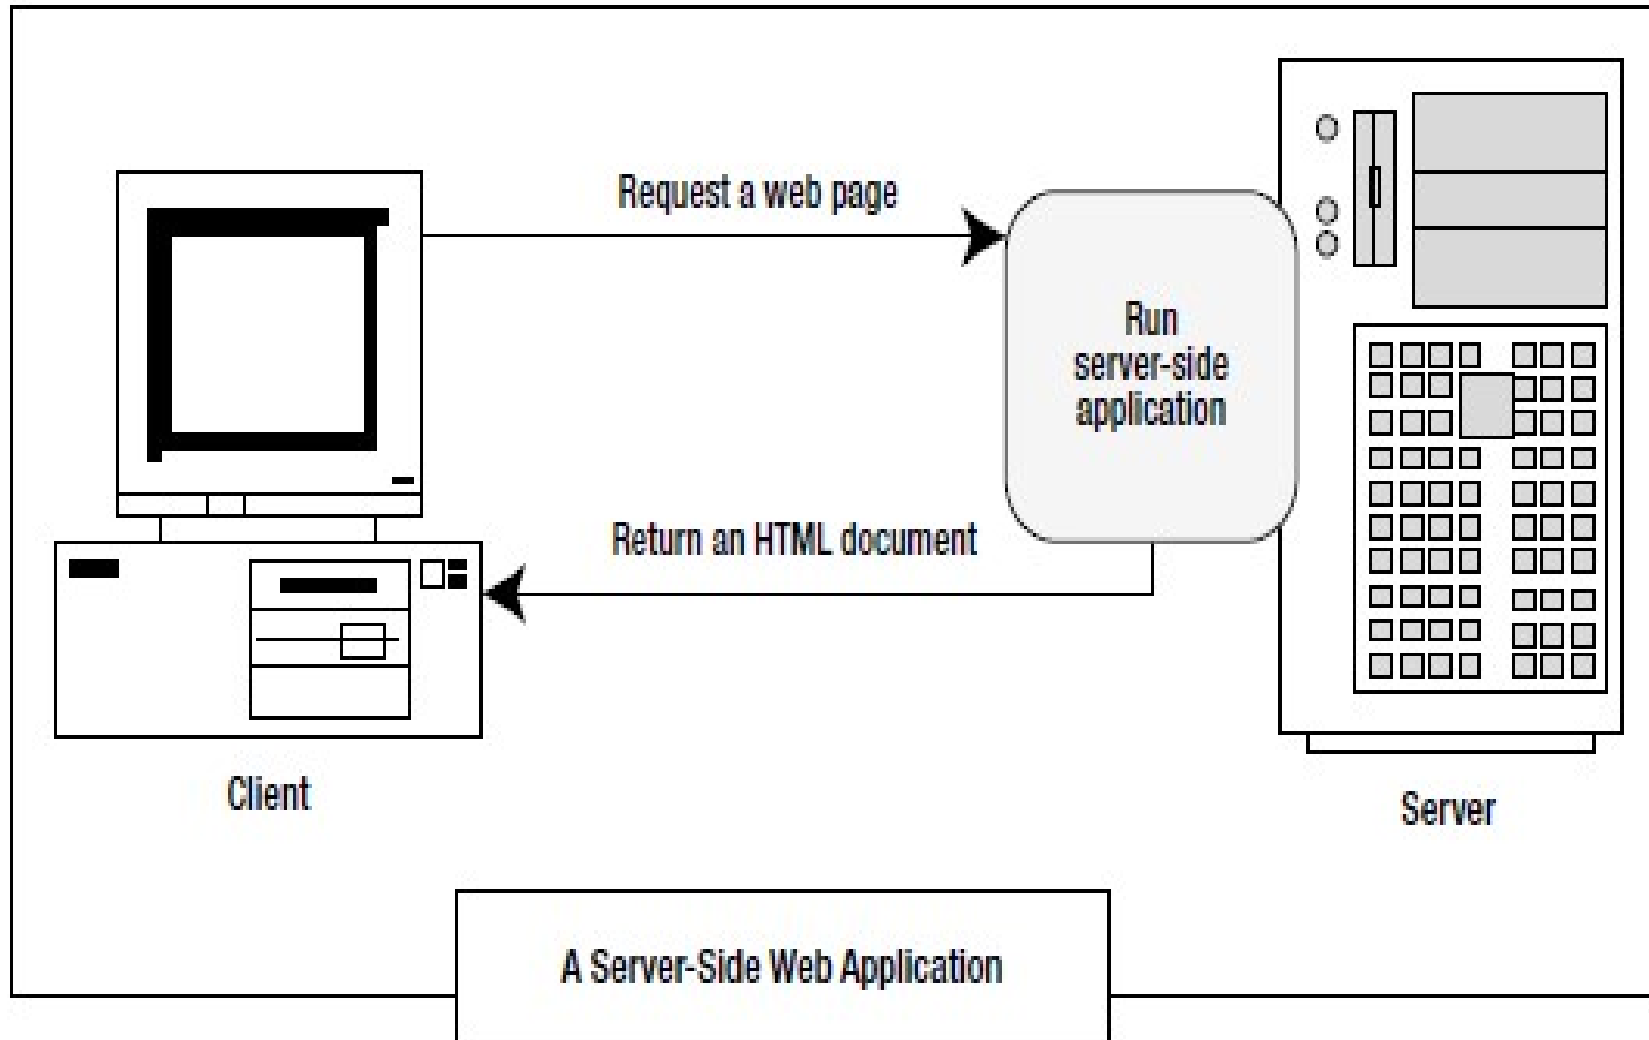 Request a web page
Run
server-side
application
Return an HTML document
Client
Server
A Server-Side Web Application